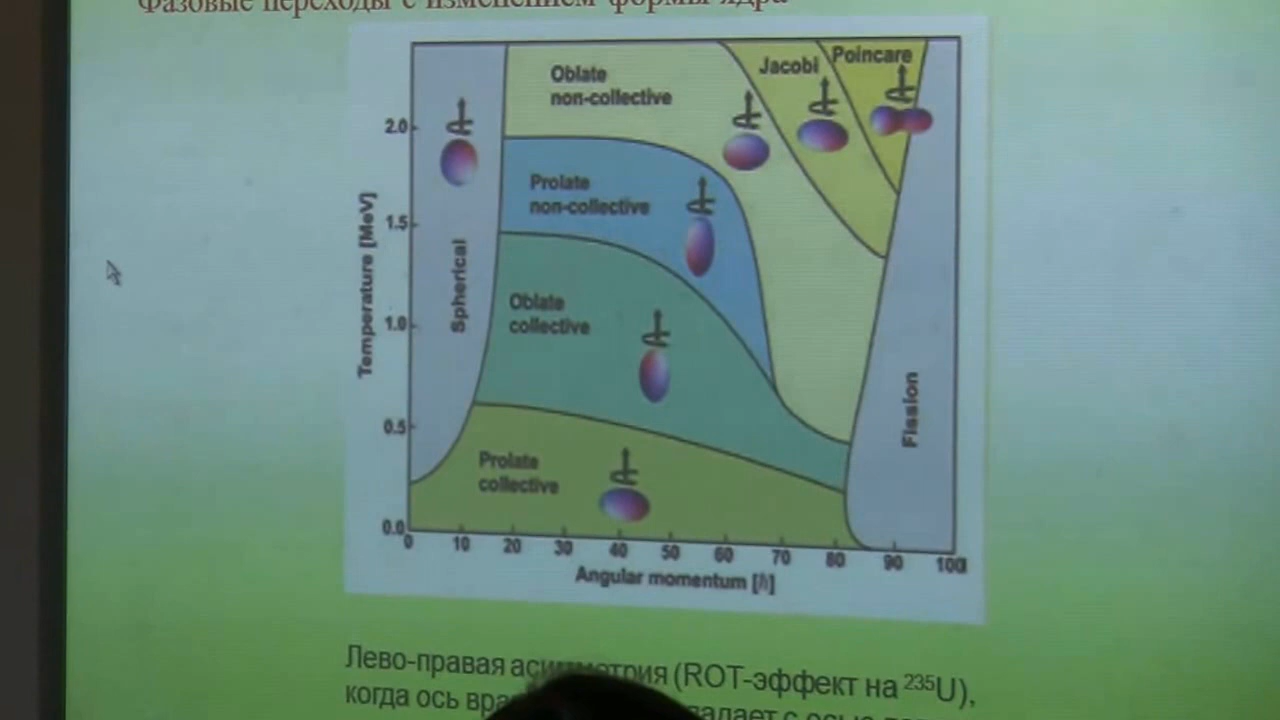 Фазовые переходы с изменением формы ядра
Oblate
non-collective
Jacobi
Poincare
Prolate
non-collective
Oblate
collective
Prolate
collective
Spherical
Fission
Temperature [MeV]
2.0
1.5
1.0
0.5
0.0
0 10 20 30 40 50 60 70 80 90 100
Angular momentum [ℏ]
Лево-правая асимметрия (ROT-эффект на ²³⁵U),
когда ось с осью